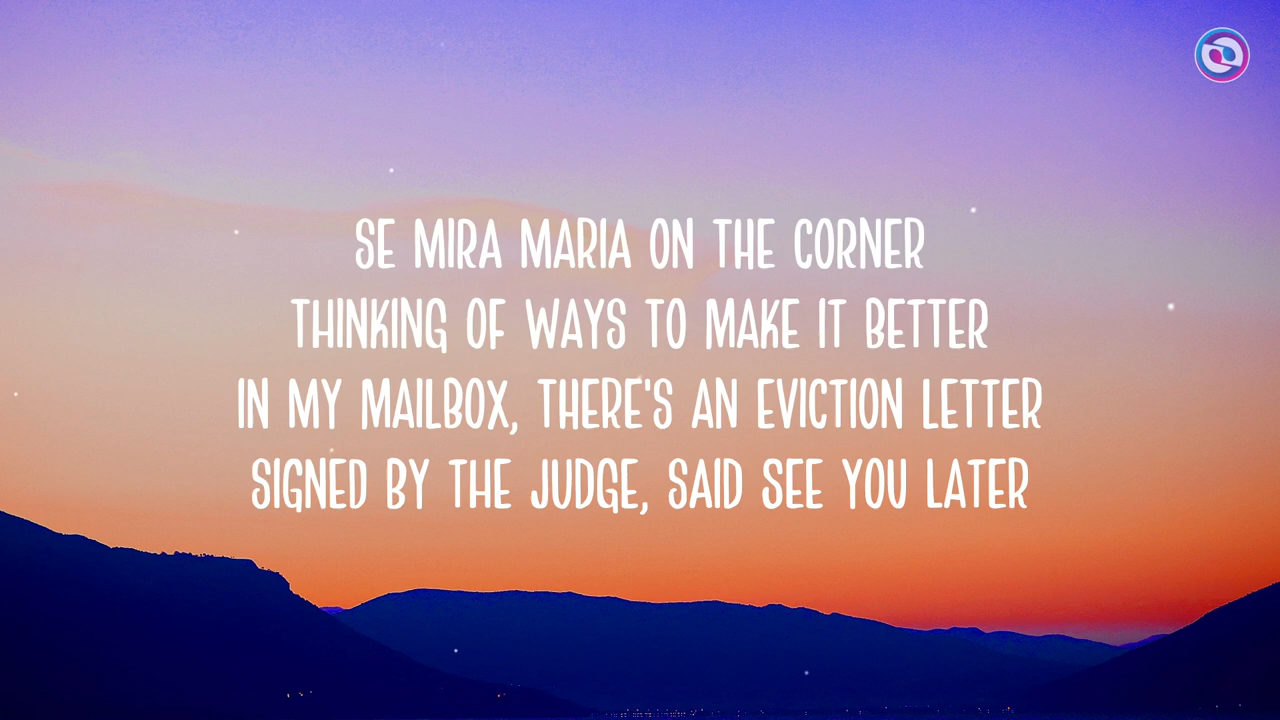 SE MIRA MARIA ON THE CORNER
THINKING OF WAYS TO MAKE IT BETTER
IN MY MAILBOX, THERE'S AN EVICTION LETTER
SIGNED BY THE JUDGE, SAID SEE YOU LATER